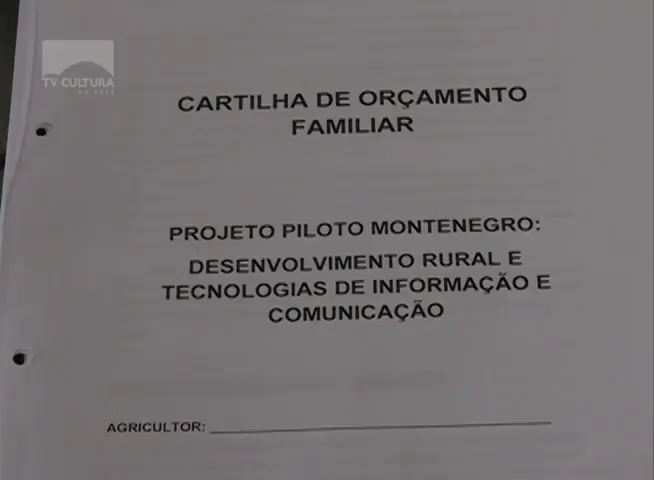 TV CULTURA
CARTILHA DE ORÇAMENTO
FAMILIAR
PROJETO PILOTO MONTENEGRO:
DESENVOLVIMENTO RURAL E
TECNOLOGIAS DE INFORMAÇÃO E
COMUNICAÇÃO
AGRICULTOR: